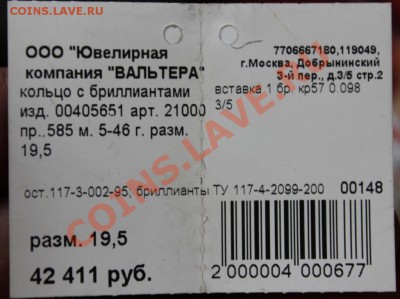 COINS.LAVE.RU
ООО "Ювелирная
компания "ВАЛЬТЕРА"
кольцо с бриллиантами
изд. 00405651 арт. 21000
пр..585 м. 5-46 г. разм.
19,5
7706667180,119049,
г.Москва, Добрынинский
3-й пер., д.3/5 стр.2
вставка 1 бр. кр57 0.098
3/5
ост.117-3-002-95, бриллианты ТУ 117-4-2099-200
00148
разм. 19,5
42 411 руб.
2 000004 000677
COINS.LAVE.RU